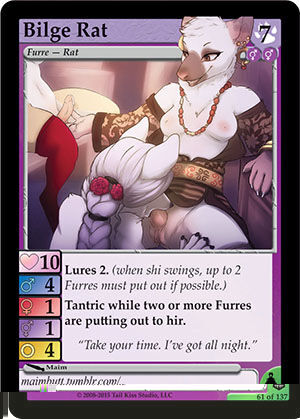 Bilge Rat
7
Furre — Rat
10
Lures 2. (when shi swings, up to 2
4
Furres must put out if possible.)
1
Tantric while two or more Furres
1
are putting out to hir.
4
"Take your time. I've got all night."
Maim
maimbutt.tumblr.com/...
© 2008-2015 Tail Kiss Studio, LLC
61 of 137